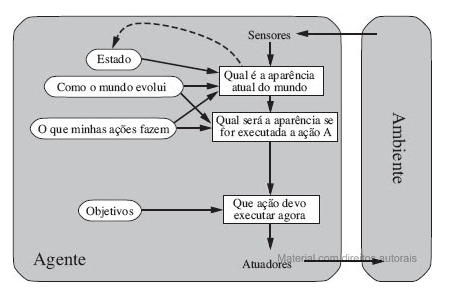 Sensores
Estado
Qual é a aparência
atual do mundo
Como o mundo evolui
O que minhas ações fazem
Qual será a aparência se
for executada a ação A
Ambiente
Objetivos
Que ação devo
executar agora
Agente
Atuadores
Material com direitos autorais